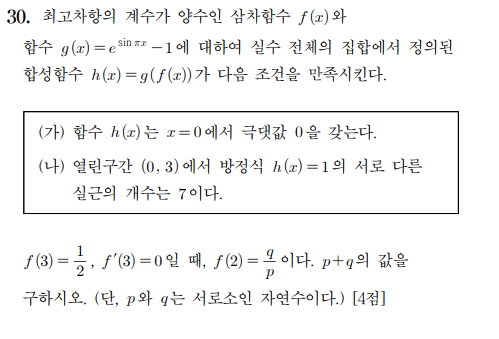 30. 최고차항의 계수가 양수인 삼차함수 f(x)와
함수 g(x)=e^{sin πx}−1에 대하여 실수 전체의 집합에서 정의된
합성함수 h(x)=g(f(x))가 다음 조건을 만족시킨다.
(가) 함수 h(x)는 x=0에서 극댓값 0을 갖는다.
(나) 열린구간 (0, 3)에서 방정식 h(x)=1의 서로 다른
실근의 개수는 7이다.
f(3)=1/2, f′(3)=0일 때, f(2)=q/p이다. p+q의 값을
구하시오. (단, p와 q는 서로소인 자연수이다.) [4점]